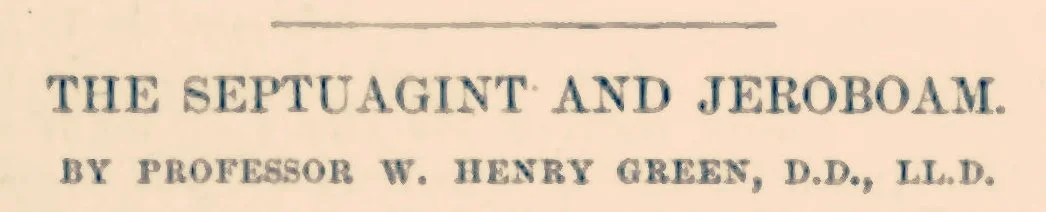 THE SEPTUAGINT AND JEROBOAM.
BY PROFESSOR W. HENRY GREEN, D.D., LL.D.